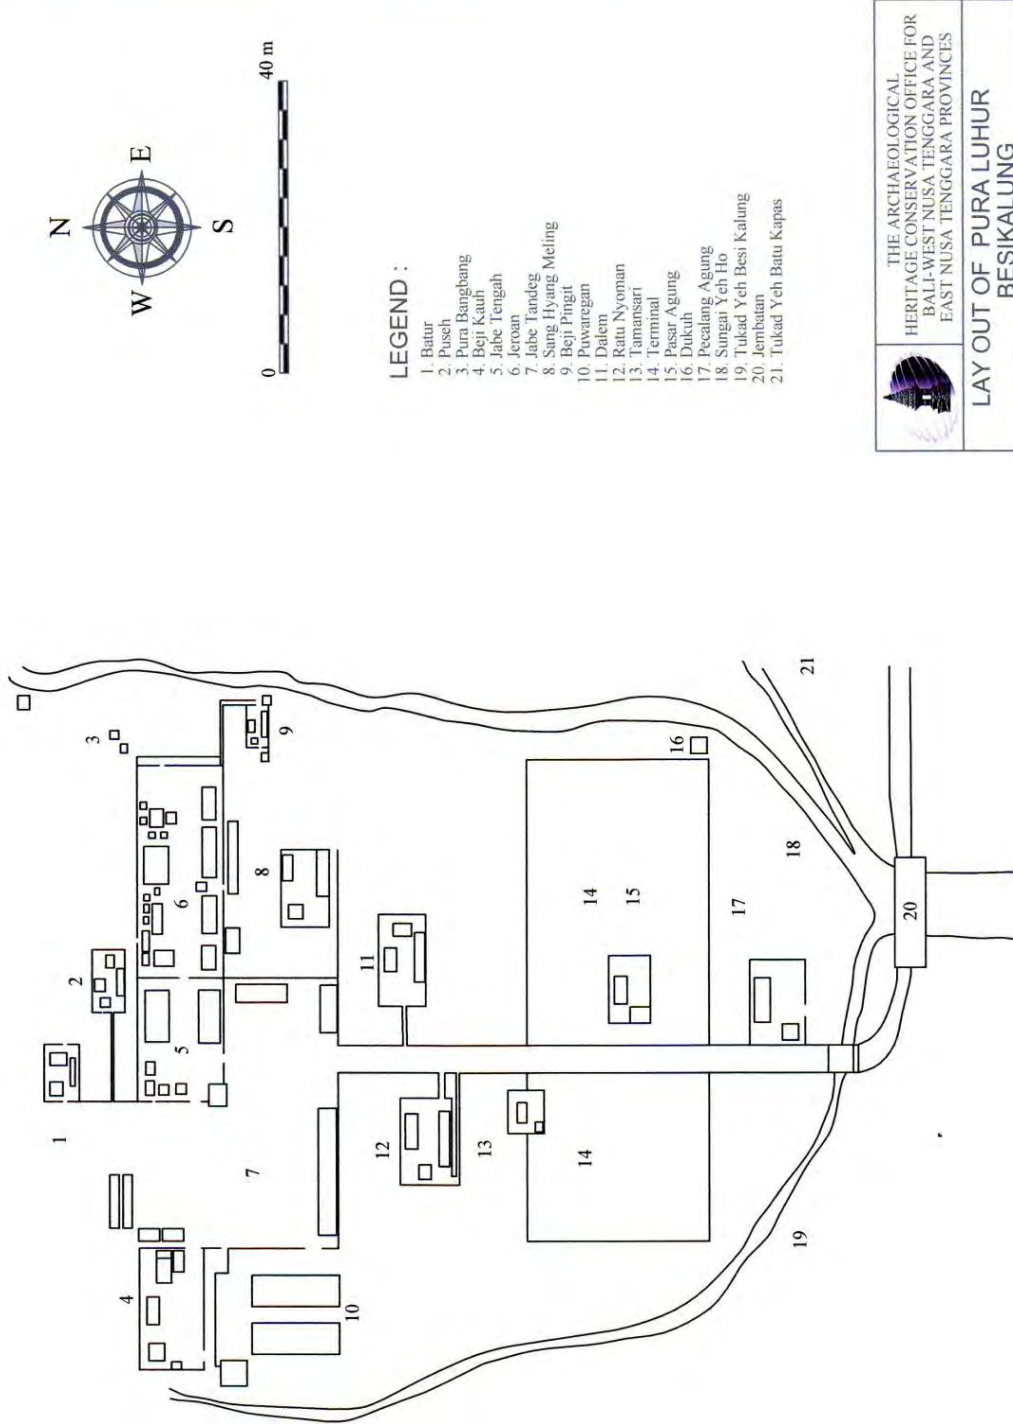 N
W
E
S
0
40 m
LEGEND :
1. Batur
2. Puseh
3. Pura Bangbang
4. Beji Kauh
5. Jabe Tengah
6. Jeroan
7. Jabe Tandeg
8. Sang Hyang Meling
9. Beji Pingit
10. Puwaregan
11. Dalem
12. Ratu Nyoman
13. Tamansari
14. Terminal
15. Pasar Agung
16. Dukuh
17. Pecalang Agung
18. Sungai Yeh Ho
19. Tukad Yeh Besi Kalung
20. Jembatan
21. Tukad Yeh Batu Kapas
THE ARCHAEOLOGICAL
HERITAGE CONSERVATION OFFICE FOR
BALI-WEST NUSA TENGGARA AND
EAST NUSA TENGGARA PROVINCES
LAY OUT OF PURA LUHUR
BESIKALUNG
1
2
3
4
5
6
7
8
9
10
11
12
13
14
14
15
16
17
18
19
20
21